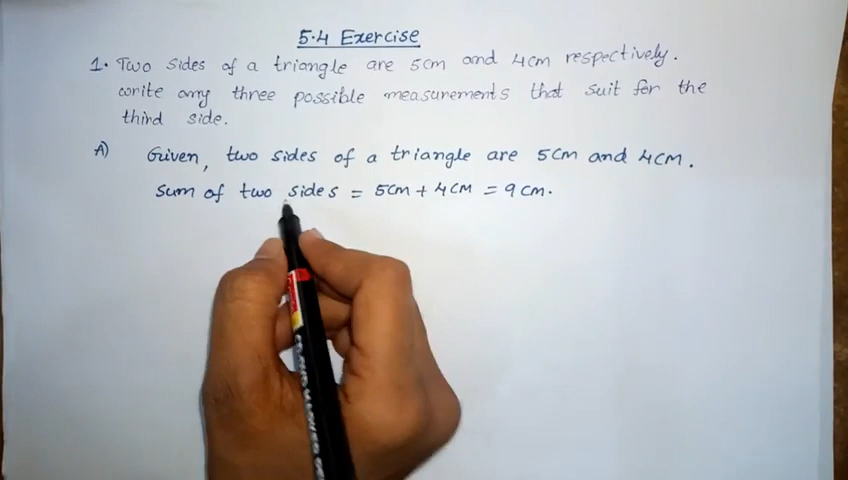 5.4 Exercise
1. Two sides of a triangle are 5cm and 4cm respectively.
write any three possible measurements that suit for the
third side.
A) Given, two sides of a triangle are 5cm and 4cm.
Sum of two sides = 5cm + 4cm = 9cm.